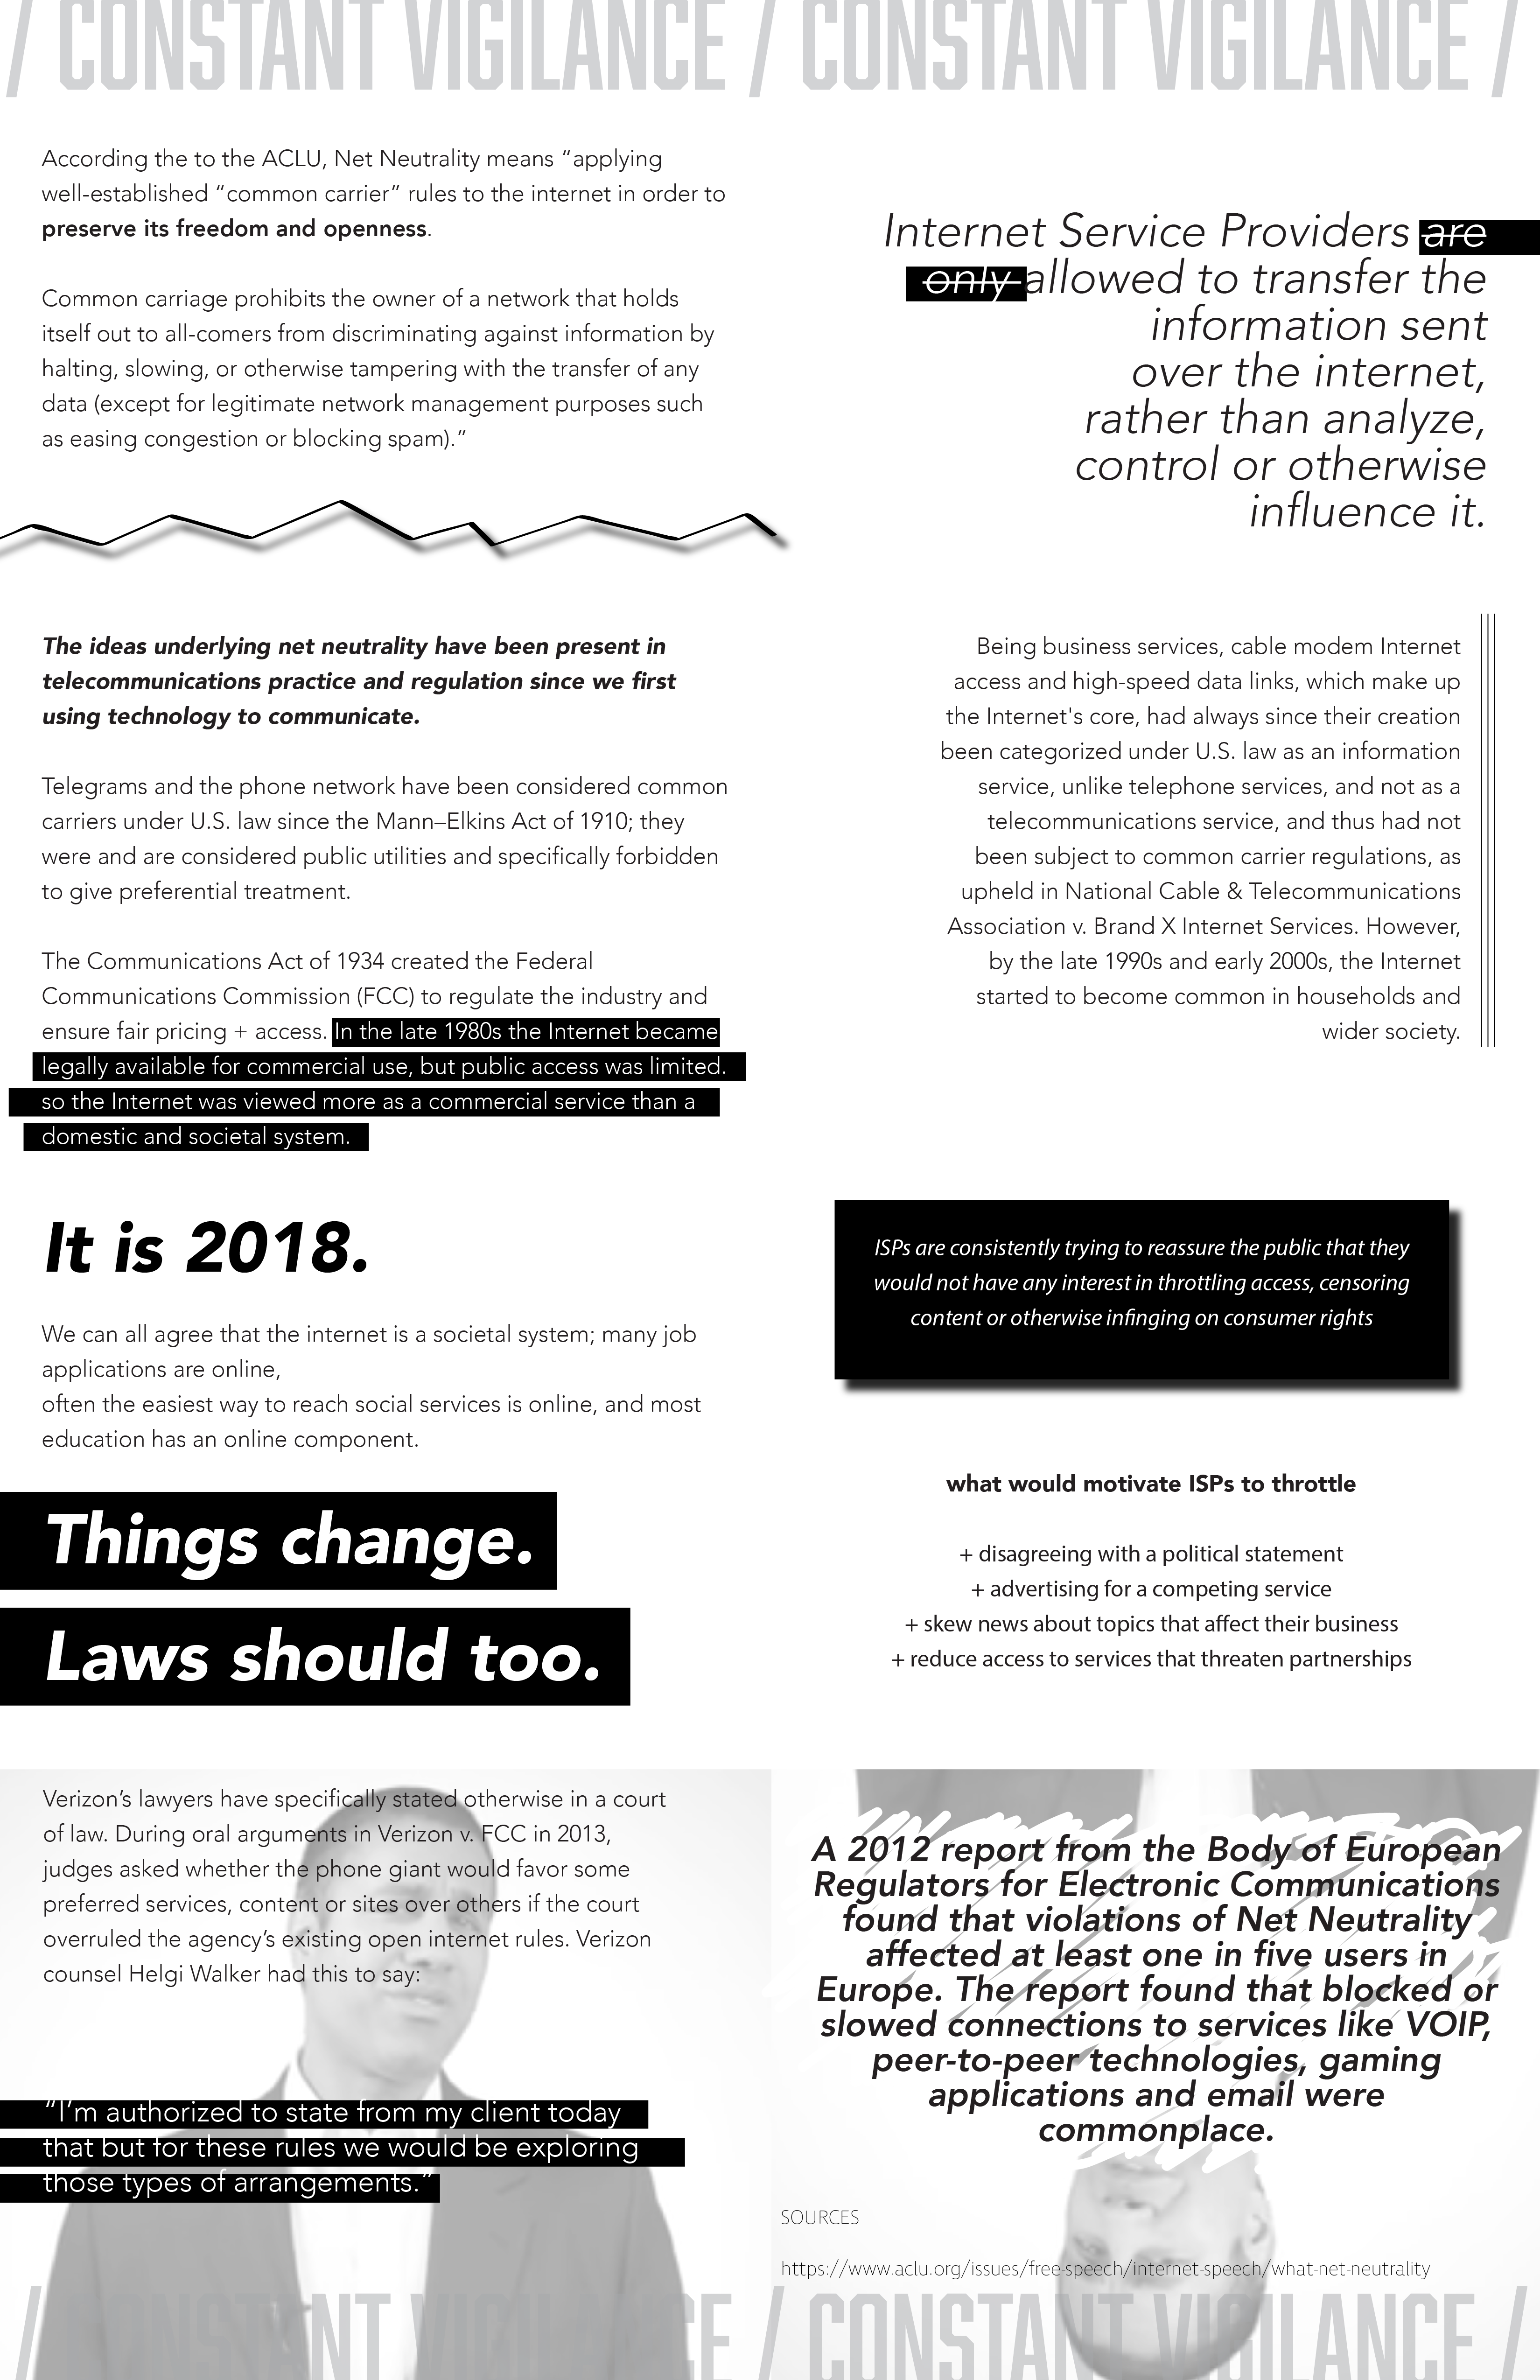 / CONSTANT VIGILANCE / CONSTANT VIGILANCE /
According the to the ACLU, Net Neutrality means “applying
well-established “common carrier” rules to the internet in order to
preserve its freedom and openness.
Common carriage prohibits the owner of a network that holds
itself out to all-comers from discriminating against information by
halting, slowing, or otherwise tampering with the transfer of any
data (except for legitimate network management purposes such
as easing congestion or blocking spam).”
Internet Service Providers are
only allowed to transfer the
information sent
over the internet,
rather than analyze,
control or otherwise
influence it.
The ideas underlying net neutrality have been present in
telecommunications practice and regulation since we first
using technology to communicate.
Telegrams and the phone network have been considered common
carriers under U.S. law since the Mann–Elkins Act of 1910; they
were and are considered public utilities and specifically forbidden
to give preferential treatment.
The Communications Act of 1934 created the Federal
Communications Commission (FCC) to regulate the industry and
ensure fair pricing + access. In the late 1980s the Internet became
legally available for commercial use, but public access was limited.
so the Internet was viewed more as a commercial service than a
domestic and societal system.
Being business services, cable modem Internet
access and high-speed data links, which make up
the Internet's core, had always since their creation
been categorized under U.S. law as an information
service, unlike telephone services, and not as a
telecommunications service, and thus had not
been subject to common carrier regulations, as
upheld in National Cable & Telecommunications
Association v. Brand X Internet Services. However,
by the late 1990s and early 2000s, the Internet
started to become common in households and
wider society.
It is 2018.
We can all agree that the internet is a societal system; many job
applications are online,
often the easiest way to reach social services is online, and most
education has an online component.
Things change.
Laws should too.
ISPs are consistently trying to reassure the public that they
would not have any interest in throttling access, censoring
content or otherwise infinging on consumer rights
what would motivate ISPs to throttle
+ disagreeing with a political statement
+ advertising for a competing service
+ skew news about topics that affect their business
+ reduce access to services that threaten partnerships
Verizon’s lawyers have specifically stated otherwise in a court
of law. During oral arguments in Verizon v. FCC in 2013,
judges asked whether the phone giant would favor some
preferred services, content or sites over others if the court
overruled the agency’s existing open internet rules. Verizon
counsel Helgi Walker had this to say:
“I’m authorized to state from my client today
that but for these rules we would be exploring
those types of arrangements.”
A 2012 report from the Body of European
Regulators for Electronic Communications
found that violations of Net Neutrality
affected at least one in five users in
Europe. The report found that blocked or
slowed connections to services like VOIP,
peer-to-peer technologies, gaming
applications and email were
commonplace.
SOURCES
https://www.aclu.org/issues/free-speech/internet-speech/what-net-neutrality
/ CONSTANT VIGILANCE / CONSTANT VIGILANCE /